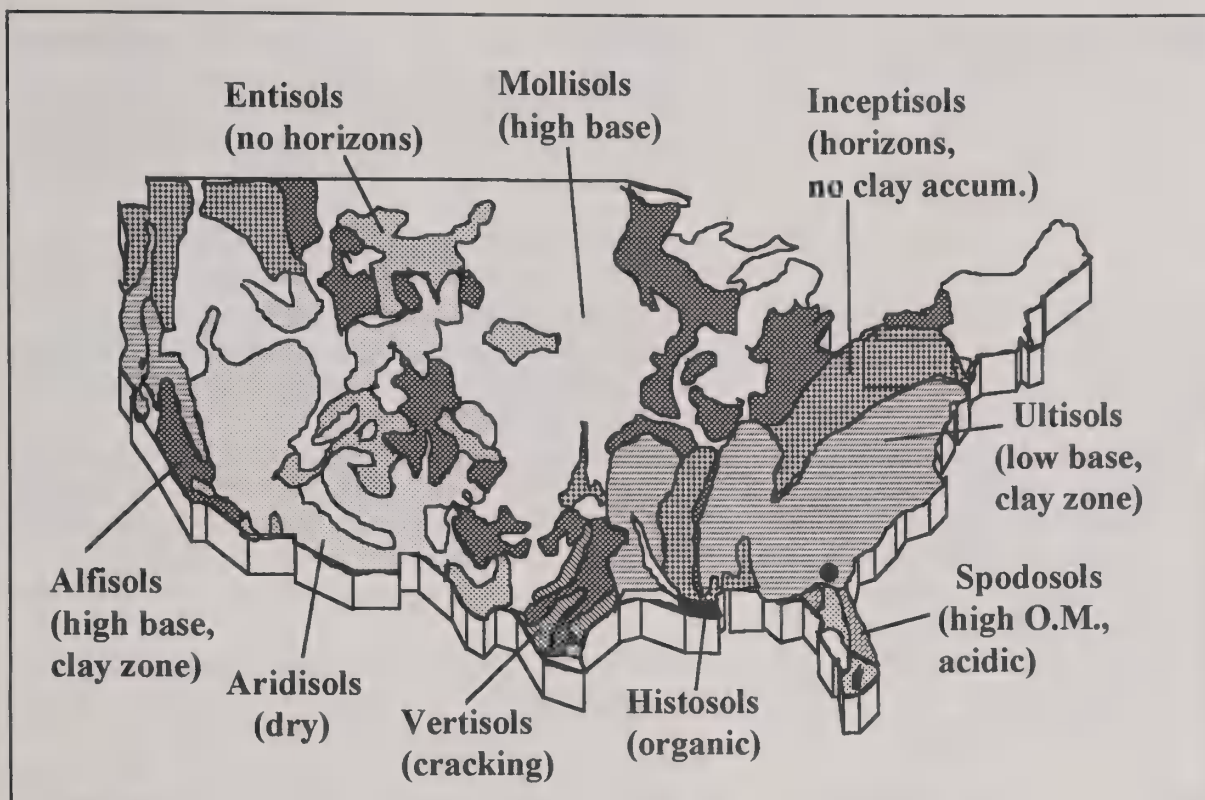 Entisols
(no horizons)
Mollisols
(high base)
Inceptisols
(horizons,
no clay accum.)
Ultisols
(low base,
clay zone)
Alfisols
(high base,
clay zone)
Aridisols
(dry)
Vertisols
(cracking)
Histosols
(organic)
Spodosols
(high O.M.,
acidic)